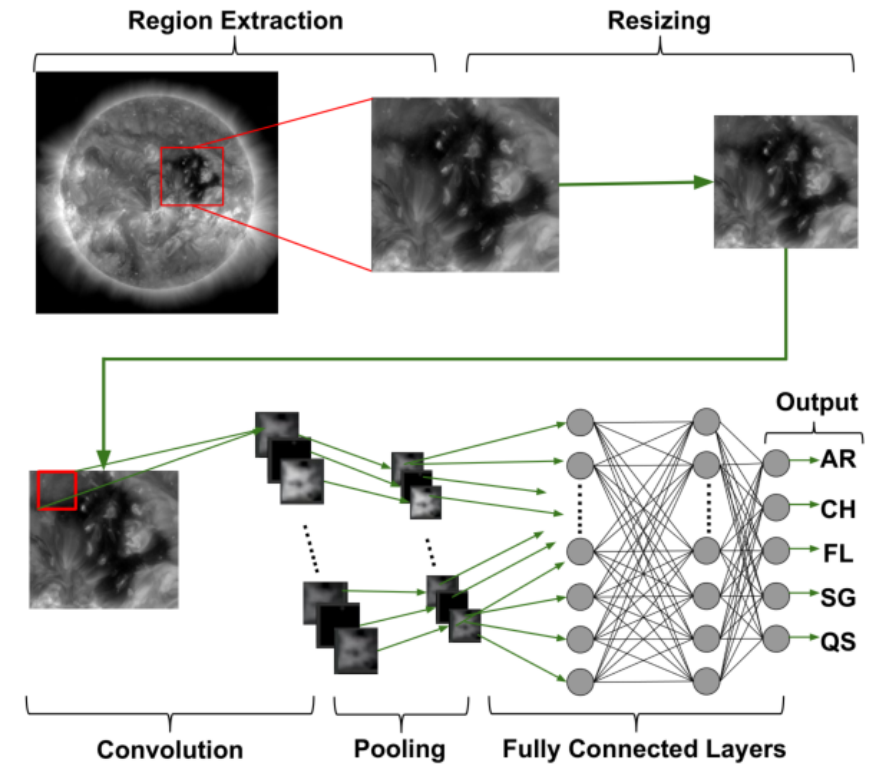 Region Extraction
Resizing
Output
AR
CH
FL
SG
QS
Convolution
Pooling
Fully Connected Layers